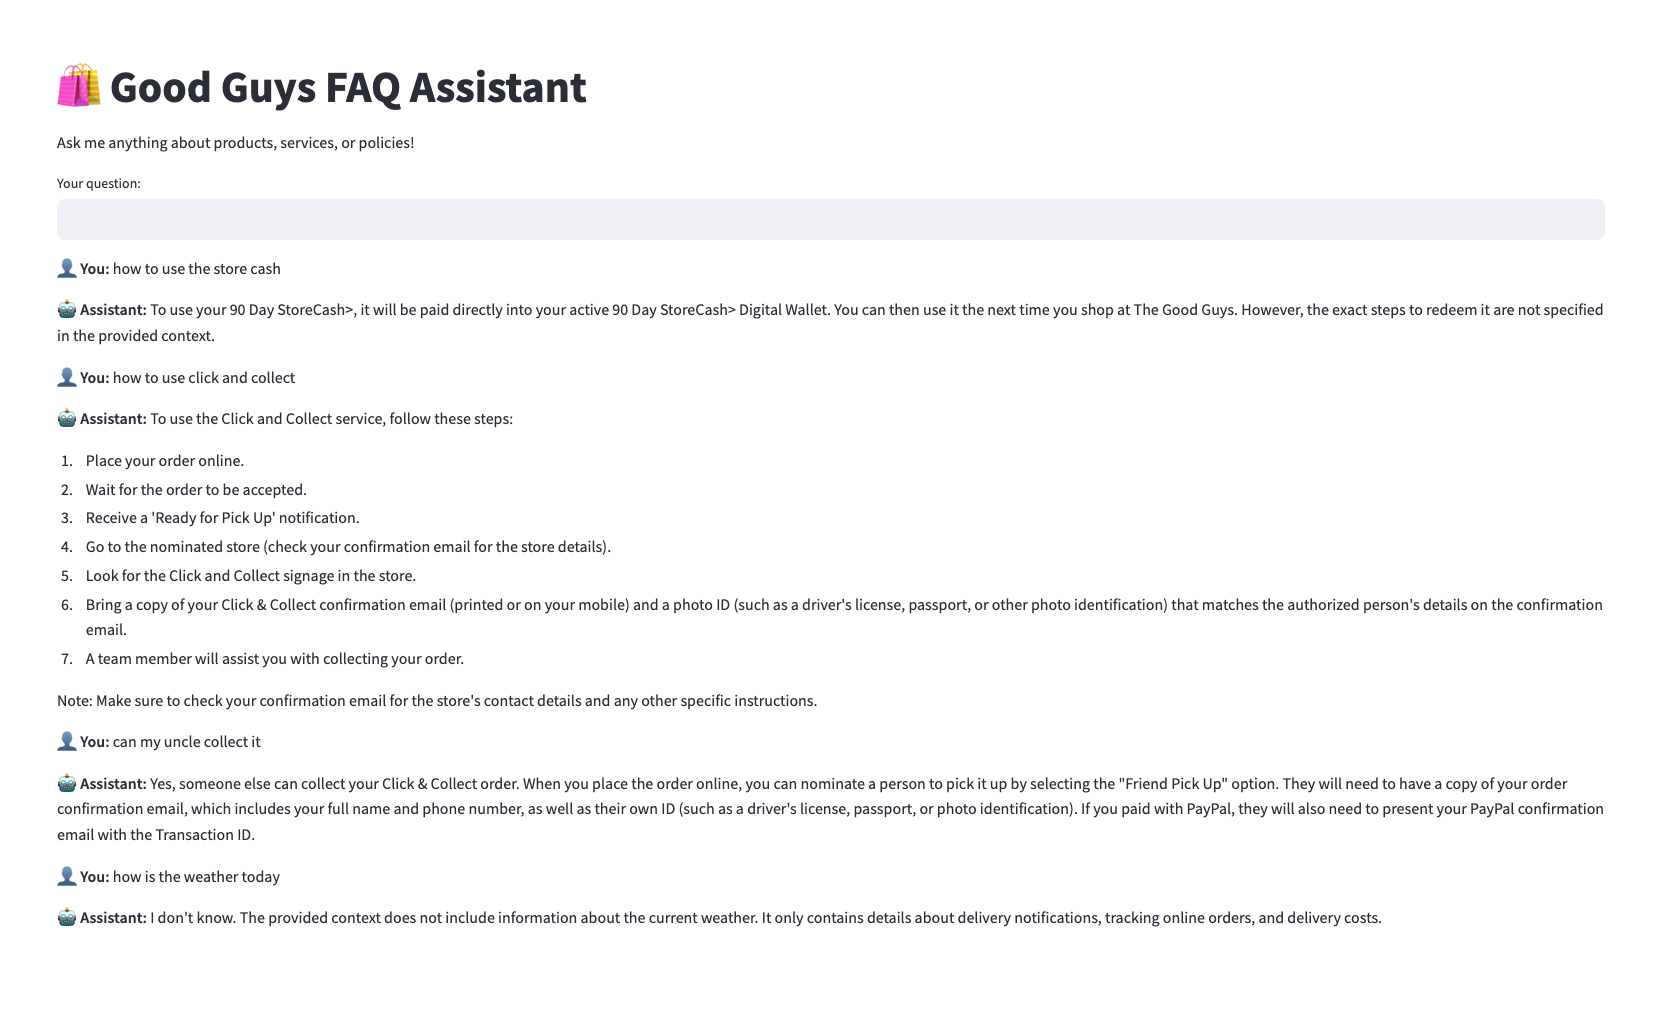 Good Guys FAQ Assistant
Ask me anything about products, services, or policies!
Your question:
You: how to use the store cash
Assistant: To use your 90 Day StoreCash>, it will be paid directly into your active 90 Day StoreCash> Digital Wallet. You can then use it the next time you shop at The Good Guys. However, the exact steps to redeem it are not specified
in the provided context.
You: how to use click and collect
Assistant: To use the Click and Collect service, follow these steps:
1. Place your order online.
2. Wait for the order to be accepted.
3. Receive a 'Ready for Pick Up' notification.
4. Go to the nominated store (check your confirmation email for the store details).
5. Look for the Click and Collect signage in the store.
6. Bring a copy of your Click & Collect confirmation email (printed or on your mobile) and a photo ID (such as a driver's license, passport, or other photo identification) that matches the authorized person's details on the confirmation
email.
7. A team member will assist you with collecting your order.
Note: Make sure to check your confirmation email for the store's contact details and any other specific instructions.
You: can my uncle collect it
Assistant: Yes, someone else can collect your Click & Collect order. When you place the order online, you can nominate a person to pick it up by selecting the "Friend Pick Up" option. They will need to have a copy of your order
confirmation email, which includes your full name and phone number, as well as their own ID (such as a driver's license, passport, or photo identification). If you paid with PayPal, they will also need to present your PayPal confirmation
email with the Transaction ID.
You: how is the weather today
Assistant: I don't know. The provided context does not include information about the current weather. It only contains details about delivery notifications, tracking online orders, and delivery costs.